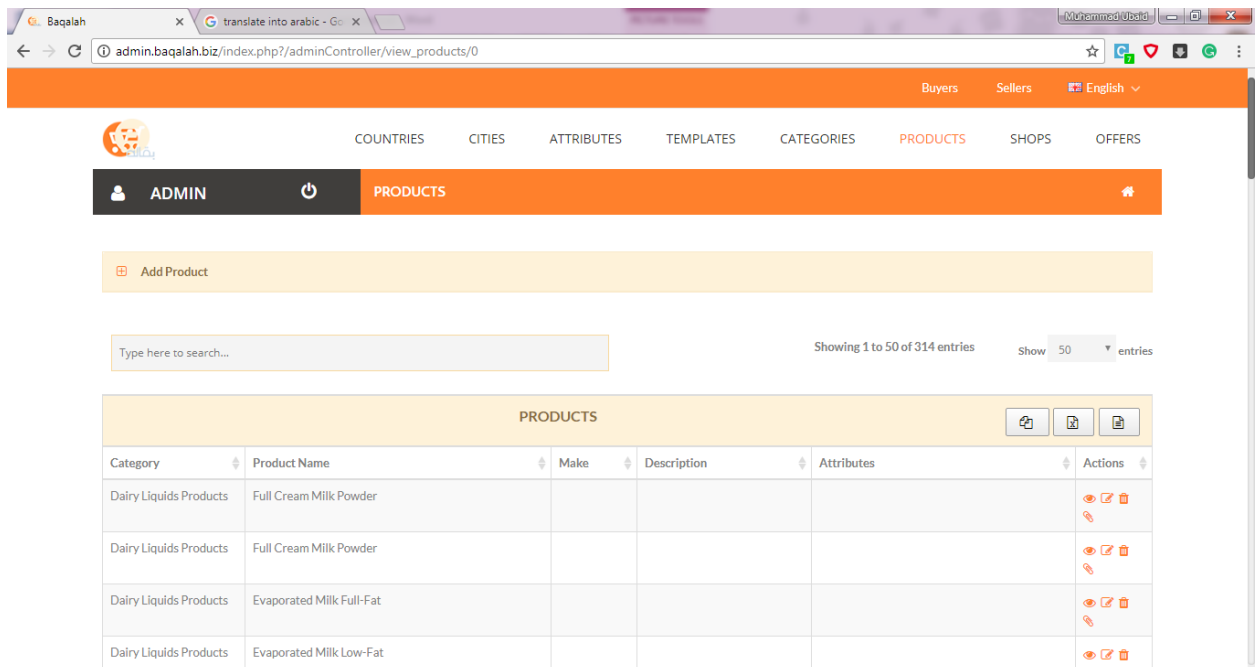 Baqalah
translate into arabic - Go
Muhammad Ubaid
admin.baqalah.biz/index.php?/adminController/view_products/0
7
Buyers Sellers English
بقالة
COUNTRIES CITIES ATTRIBUTES TEMPLATES CATEGORIES PRODUCTS SHOPS OFFERS
ADMIN PRODUCTS
Add Product
Type here to search...
Showing 1 to 50 of 314 entries Show 50 entries
PRODUCTS
Category Product Name Make Description Attributes Actions
Dairy Liquids Products Full Cream Milk Powder
Dairy Liquids Products Full Cream Milk Powder
Dairy Liquids Products Evaporated Milk Full-Fat
Dairy Liquids Products Evaporated Milk Low-Fat